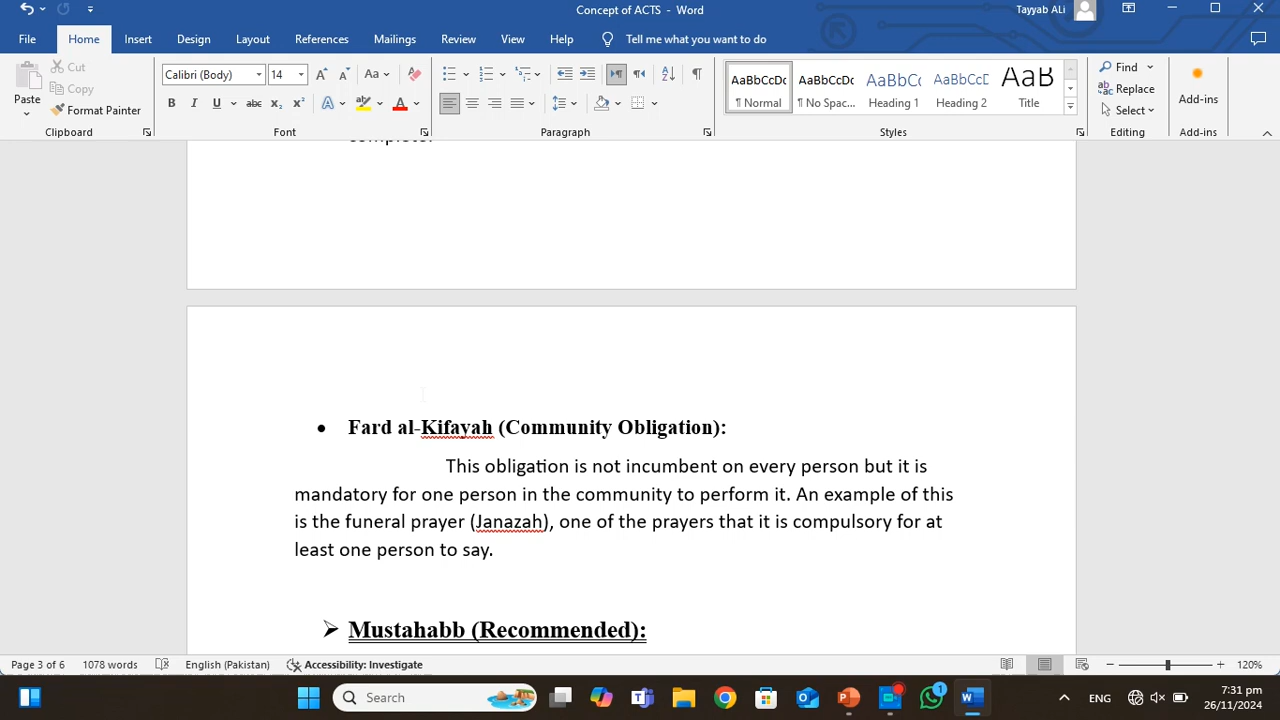 Concept of ACTS - Word
Tayyab ALi
File Home Insert Design Layout References Mailings Review View Help Tell me what you want to do
Paste
Cut
Copy
Format Painter
Clipboard
Calibri (Body) 14
Font
Paragraph
AaBbCcDc AaBbCcDc AaBbCc AaBbCcD AaB
¶ Normal ¶ No Spac... Heading 1 Heading 2 Title
Styles
Find
Replace
Select
Editing
Add-ins
Add-ins
complete.
• Fard al-Kifayah (Community Obligation):
This obligation is not incumbent on every person but it is
mandatory for one person in the community to perform it. An example of this
is the funeral prayer (Janazah), one of the prayers that it is compulsory for at
least one person to say.
➢ Mustahabb (Recommended):
Page 3 of 6 1078 words English (Pakistan) Accessibility: Investigate 120%
Search
ENG
7:31 pm
26/11/2024